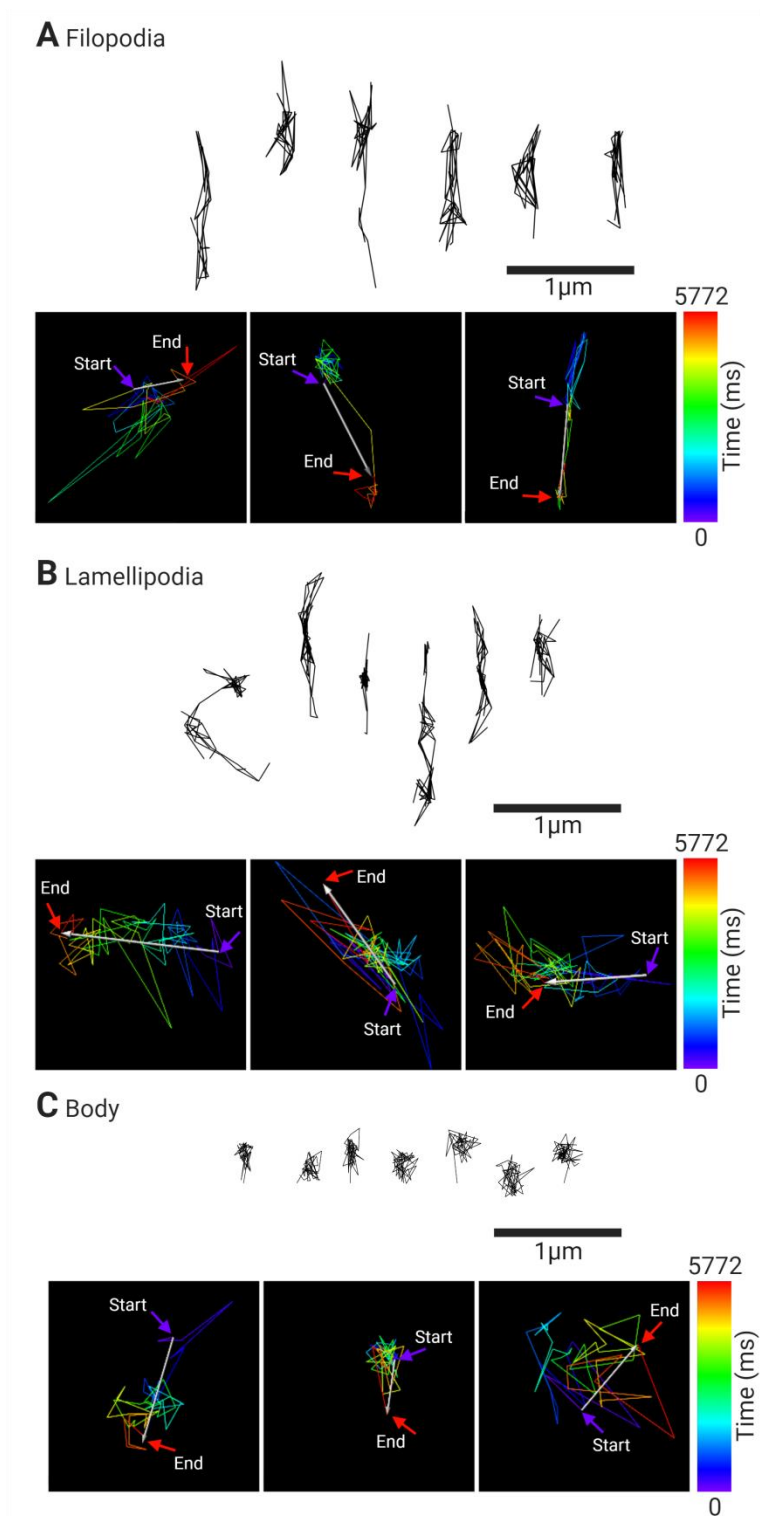 A Filopodia
1µm
5772
Start
End
Start
End
Start
End
Time (ms)
0
B Lamellipodia
1µm
5772
End
Start
End
Start
Start
End
Time (ms)
0
C Body
1µm
5772
Start
End
Start
End
End
Start
Time (ms)
0